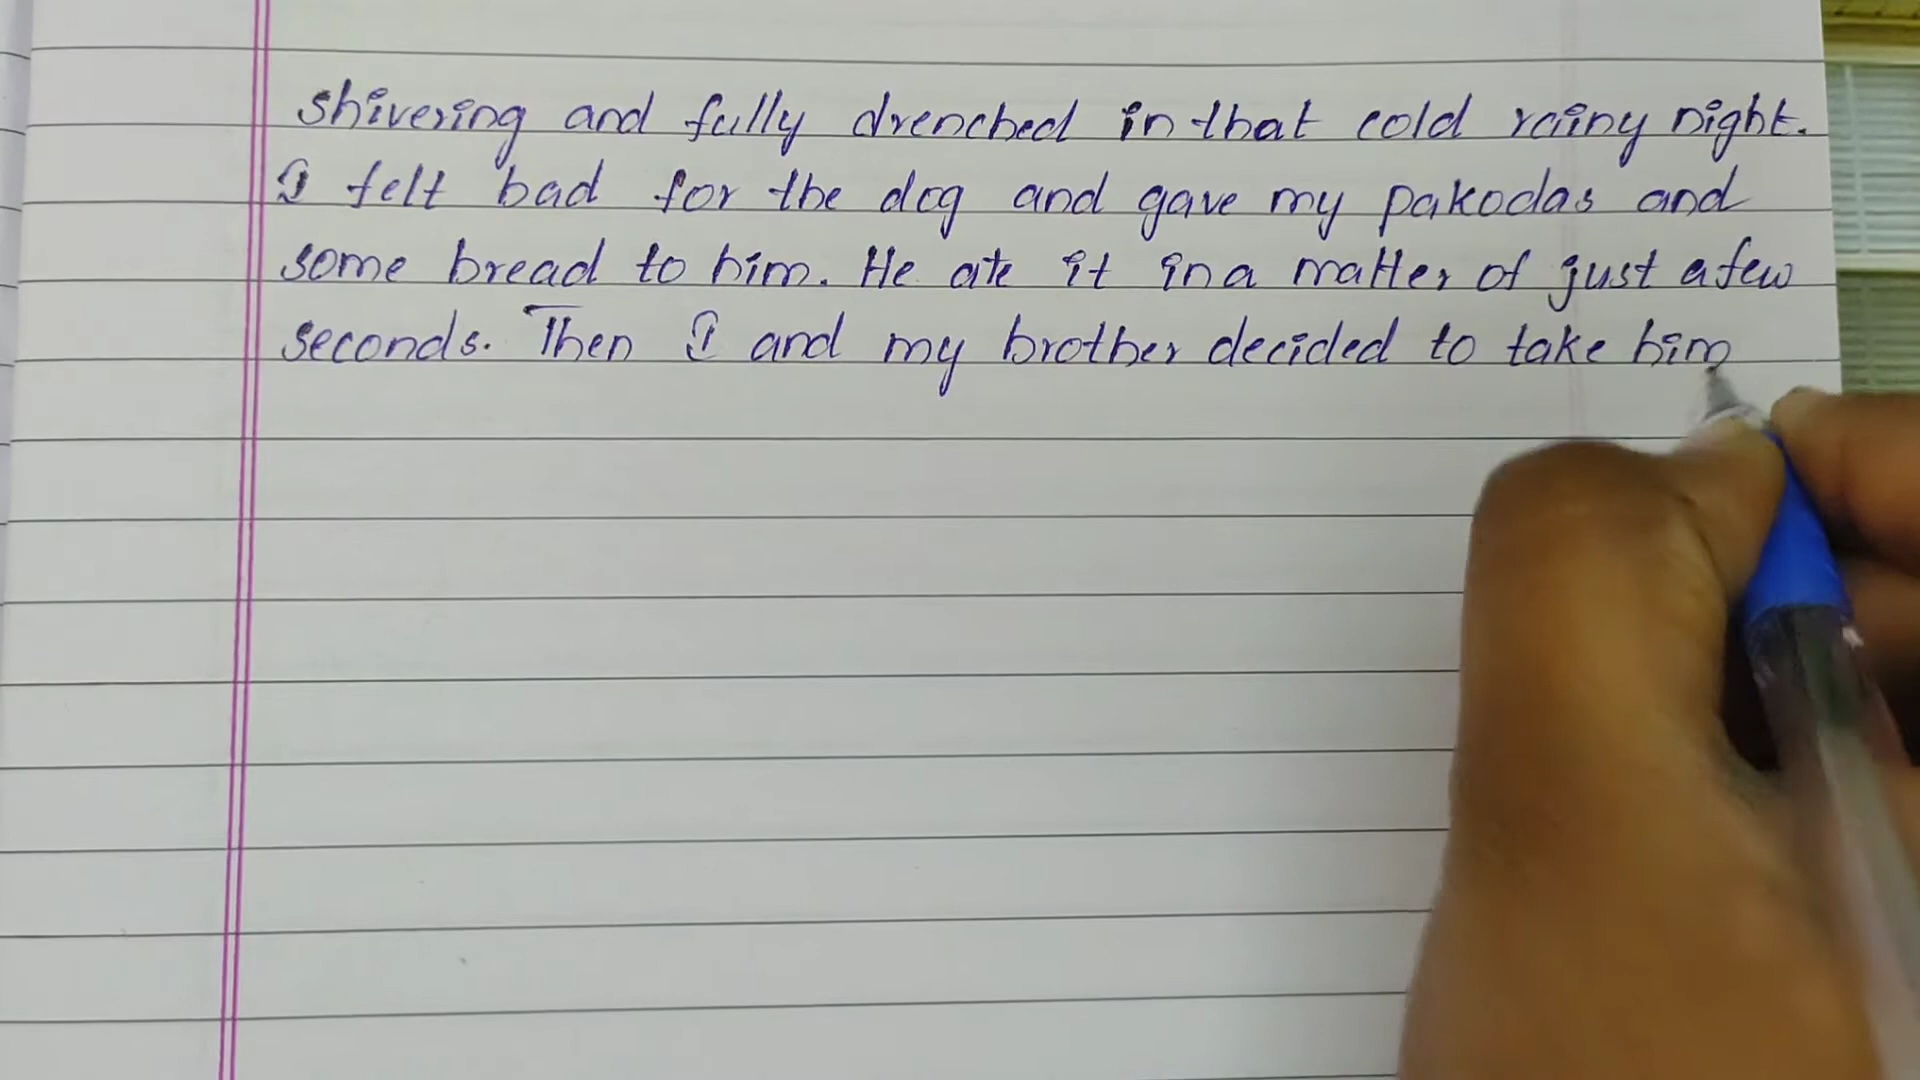 shivering and fully drenched in that cold rainy night.
I felt bad for the dog and gave my pakodas and
some bread to him. He ate it in a matter of just a few
seconds. Then I and my brother decided to take him